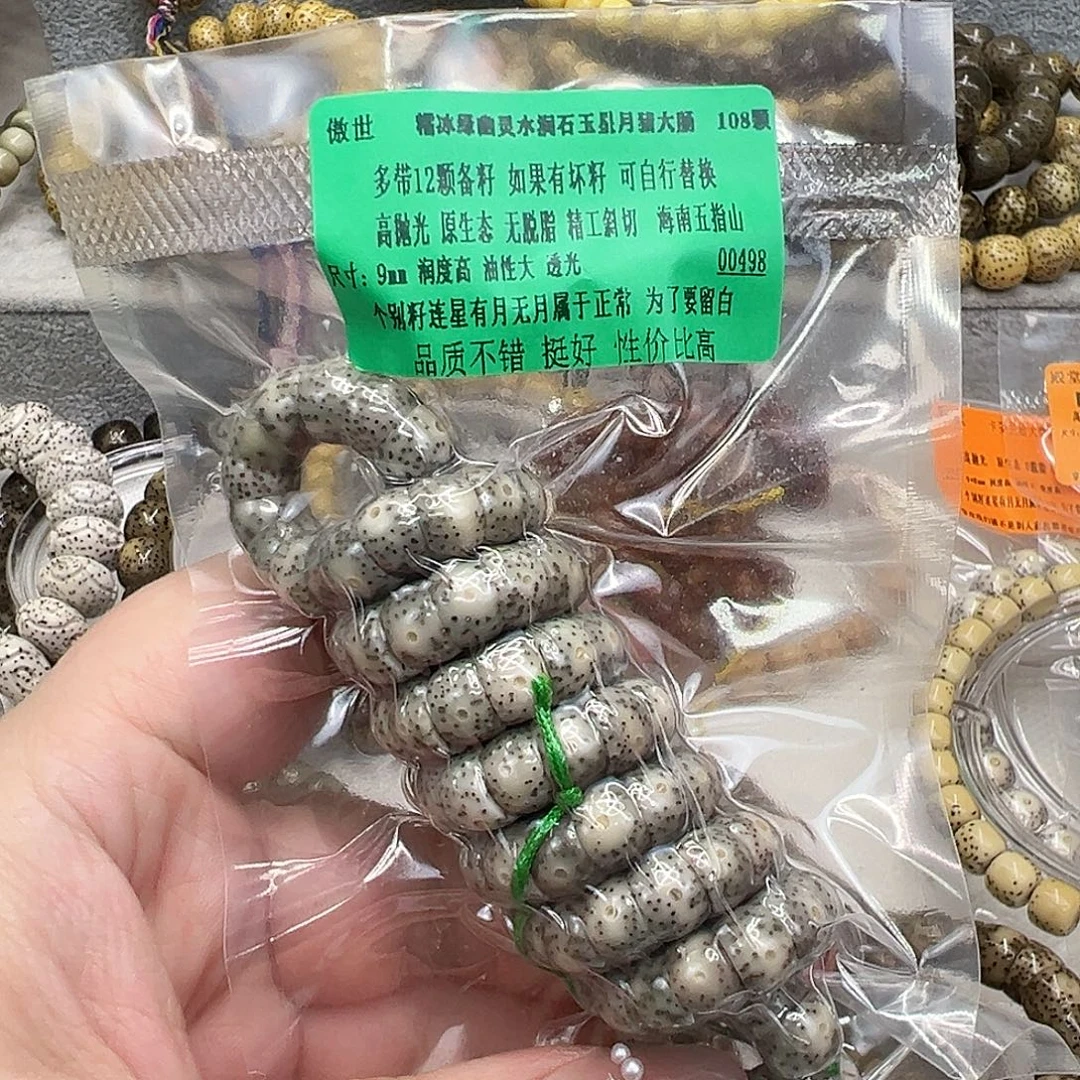 傲世 糯冰绿幽灵水润石玉星月猪大肠 108颗
多带12颗备籽 如果有坏籽 可自行替换
高抛光 原生态 无脱脂 精工斜切 海南五指山
尺寸:9mm 润度高 油性大 透光 00498
个别籽连星有月无月属于正常 为了要留白
品质不错 挺好 性价比高